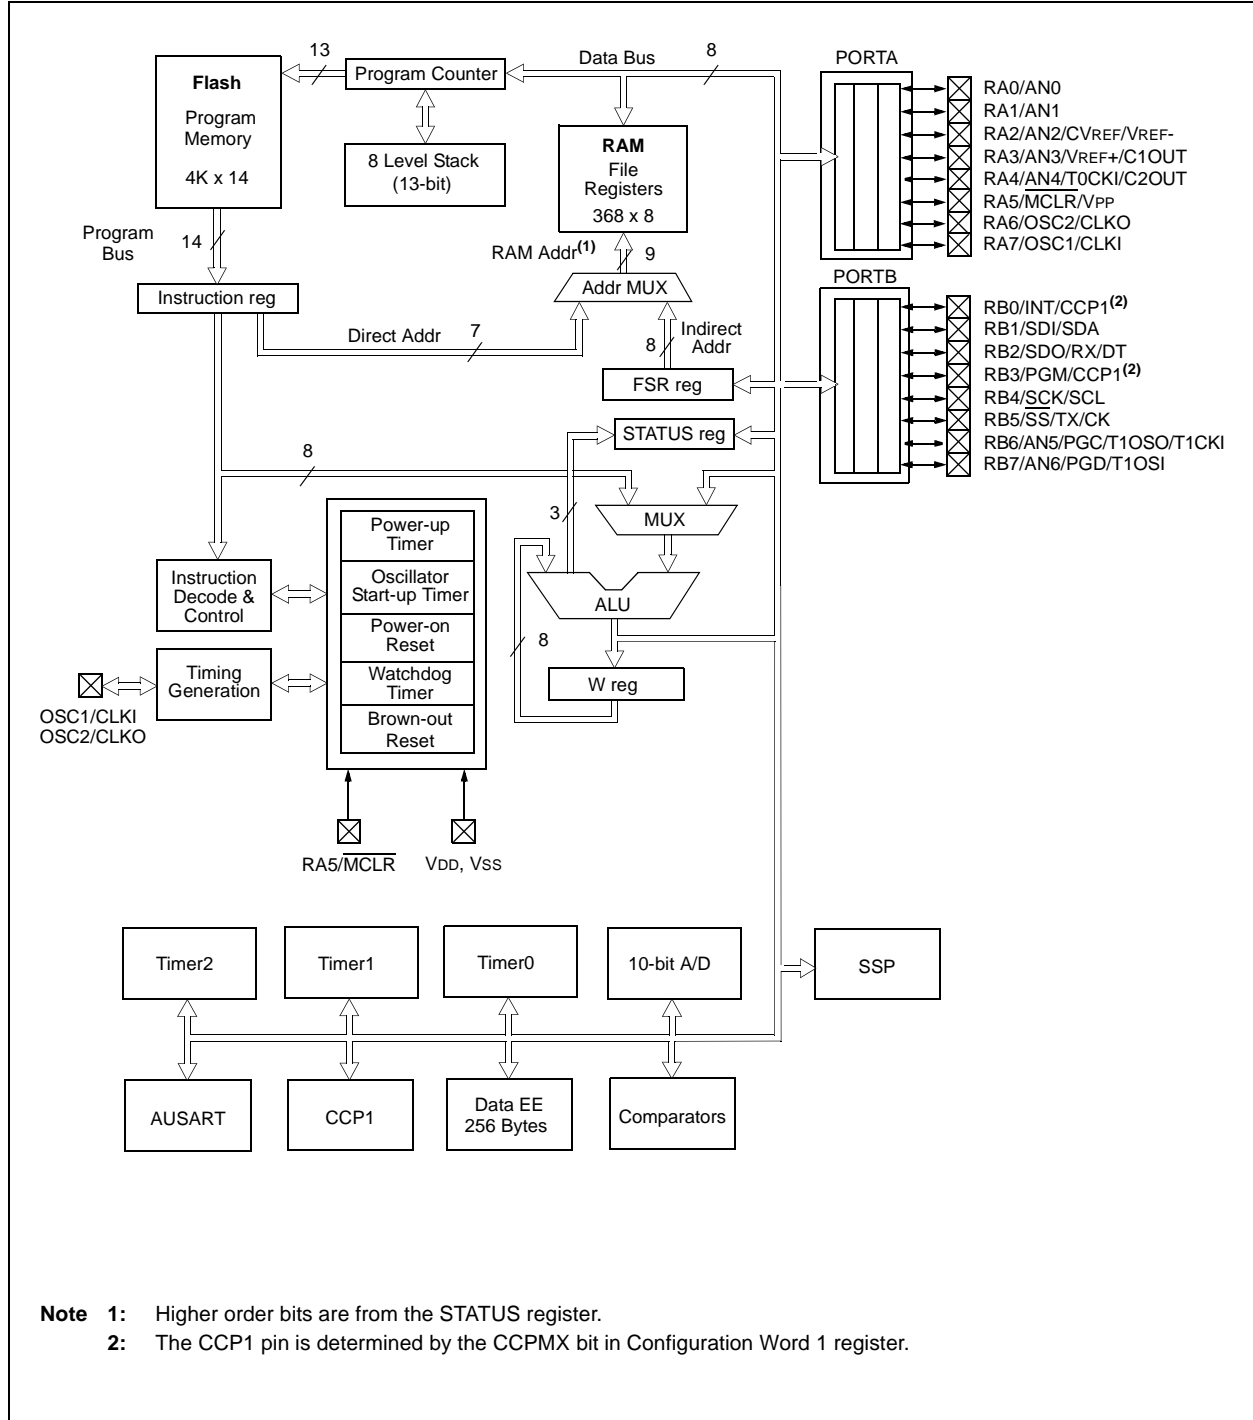 13
Data Bus
8
PORTA
Flash
Program
Memory
4K x 14
Program Counter
8 Level Stack
(13-bit)
RAM
File
Registers
368 x 8
RA0/AN0
RA1/AN1
RA2/AN2/CVREF/VREF-
RA3/AN3/VREF+/C1OUT
RA4/AN4/T0CKI/C2OUT
RA5/MCLR/VPP
RA6/OSC2/CLKO
RA7/OSC1/CLKI
Program
Bus
14
RAM Addr(1)
9
PORTB
Instruction reg
Addr MUX
Direct Addr
7
8
Indirect
Addr
FSR reg
RB0/INT/CCP1(2)
RB1/SDI/SDA
RB2/SDO/RX/DT
RB3/PGM/CCP1(2)
RB4/SCK/SCL
RB5/SS/TX/CK
RB6/AN5/PGC/T1OSO/T1CKI
RB7/AN6/PGD/T1OSI
STATUS reg
8
3
MUX
Power-up
Timer
Instruction
Decode &
Control
Oscillator
Start-up Timer
ALU
Power-on
Reset
8
Timing
Generation
Watchdog
Timer
W reg
OSC1/CLKI
OSC2/CLKO
Brown-out
Reset
RA5/MCLR
VDD, VSS
Timer2
Timer1
Timer0
10-bit A/D
SSP
AUSART
CCP1
Data EE
256 Bytes
Comparators
Note 1: Higher order bits are from the STATUS register.
2: The CCP1 pin is determined by the CCPMX bit in Configuration Word 1 register.